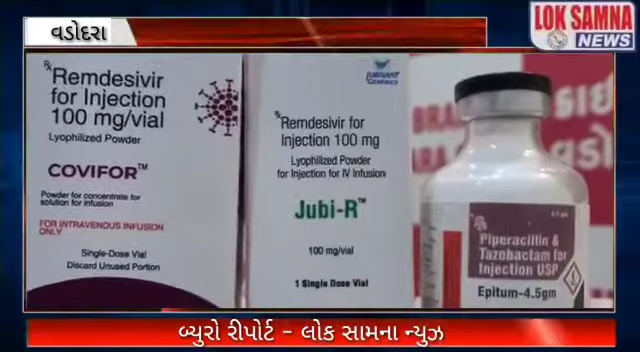 વડોદરા
LOK SAMNA
NEWS
Rx Remdesivir
for Injection
100 mg/vial
Lyophilized Powder
COVIFOR™
Powder for concentrate for
solution for infusion
FOR INTRAVENOUS INFUSION
ONLY
Single-Dose Vial
Discard Unused Portion
JUBILANT
Generics
Rx Remdesivir for
Injection 100 mg
Lyophilized Powder
for Injection for IV Infusion
Jubi-R™
100 mg/vial
1 Single Dose Vial
Piperacillin &
Tazobactam for
Injection USP
Epitum-4.5gm
બ્યુરો રીપોર્ટ - લોક સામના ન્યુઝ